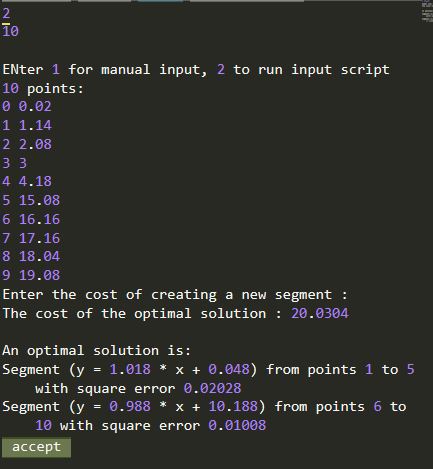 2
10
ENter 1 for manual input, 2 to run input script
10 points:
0 0.02
1 1.14
2 2.08
3 3
4 4.18
5 15.08
6 16.16
7 17.16
8 18.04
9 19.08
Enter the cost of creating a new segment :
The cost of the optimal solution : 20.0304
An optimal solution is:
Segment (y = 1.018 * x + 0.048) from points 1 to 5
with square error 0.02028
Segment (y = 0.988 * x + 10.188) from points 6 to
10 with square error 0.01008
accept